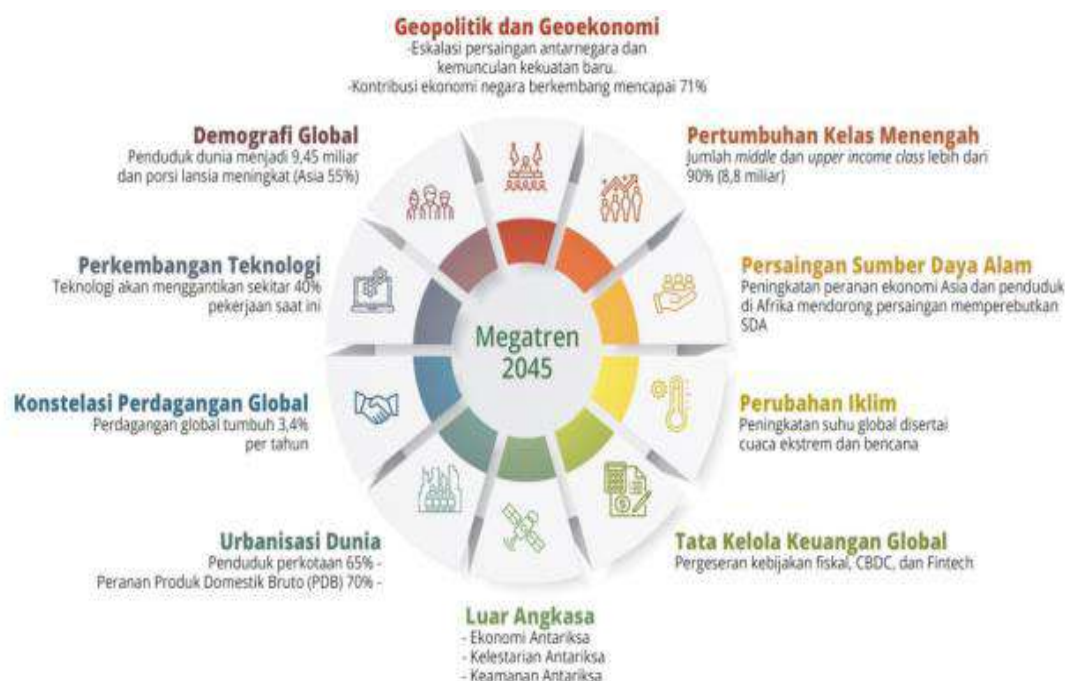 Geopolitik dan Geoekonomi
-Eskalasi persaingan antarnegara dan
kemunculan kekuatan baru.
-Kontribusi ekonomi negara berkembang mencapai 71%
Demografi Global
Penduduk dunia menjadi 9,45 miliar
dan porsi lansia meningkat (Asia 55%)
Pertumbuhan Kelas Menengah
Jumlah middle dan upper income class lebih dari
90% (8,8 miliar)
Perkembangan Teknologi
Teknologi akan menggantikan sekitar 40%
pekerjaan saat ini
Persaingan Sumber Daya Alam
Peningkatan peranan ekonomi Asia dan penduduk
di Afrika mendorong persaingan memperebutkan
SDA
Megatren
2045
Konstelasi Perdagangan Global
Perdagangan global tumbuh 3,4%
per tahun
Perubahan Iklim
Peningkatan suhu global disertai
cuaca ekstrem dan bencana
Urbanisasi Dunia
Penduduk perkotaan 65% -
Peranan Produk Domestik Bruto (PDB) 70% -
Tata Kelola Keuangan Global
Pergeseran kebijakan fiskal, CBDC, dan Fintech
Luar Angkasa
- Ekonomi Antariksa
- Kelestarian Antariksa
- Keamanan Antariksa